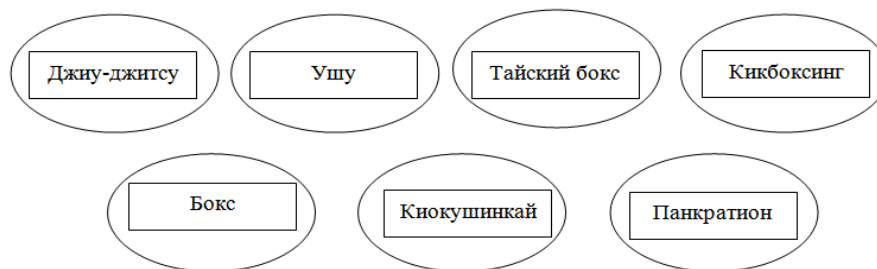 Джиу-джитсу
Ушу
Тайский бокс
Кикбоксинг
Бокс
Киокушинкай
Панкратион